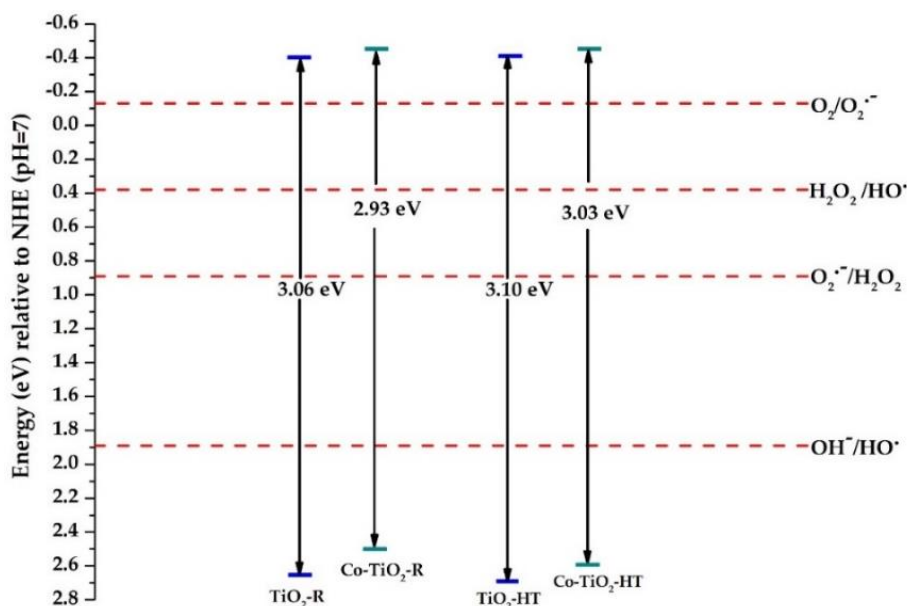 Energy (eV) relative to NHE (pH=7)
-0.6
-0.4
-0.2
0.0
0.2
0.4
0.6
0.8
1.0
1.2
1.4
1.6
1.8
2.0
2.2
2.4
2.6
2.8
O₂/O₂˙⁻
H₂O₂/HO˙
2.93 eV
3.03 eV
O₂˙⁻/H₂O₂
3.06 eV
3.10 eV
OH⁻/HO˙
Co-TiO₂-R
Co-TiO₂-HT
TiO₂-R
TiO₂-HT